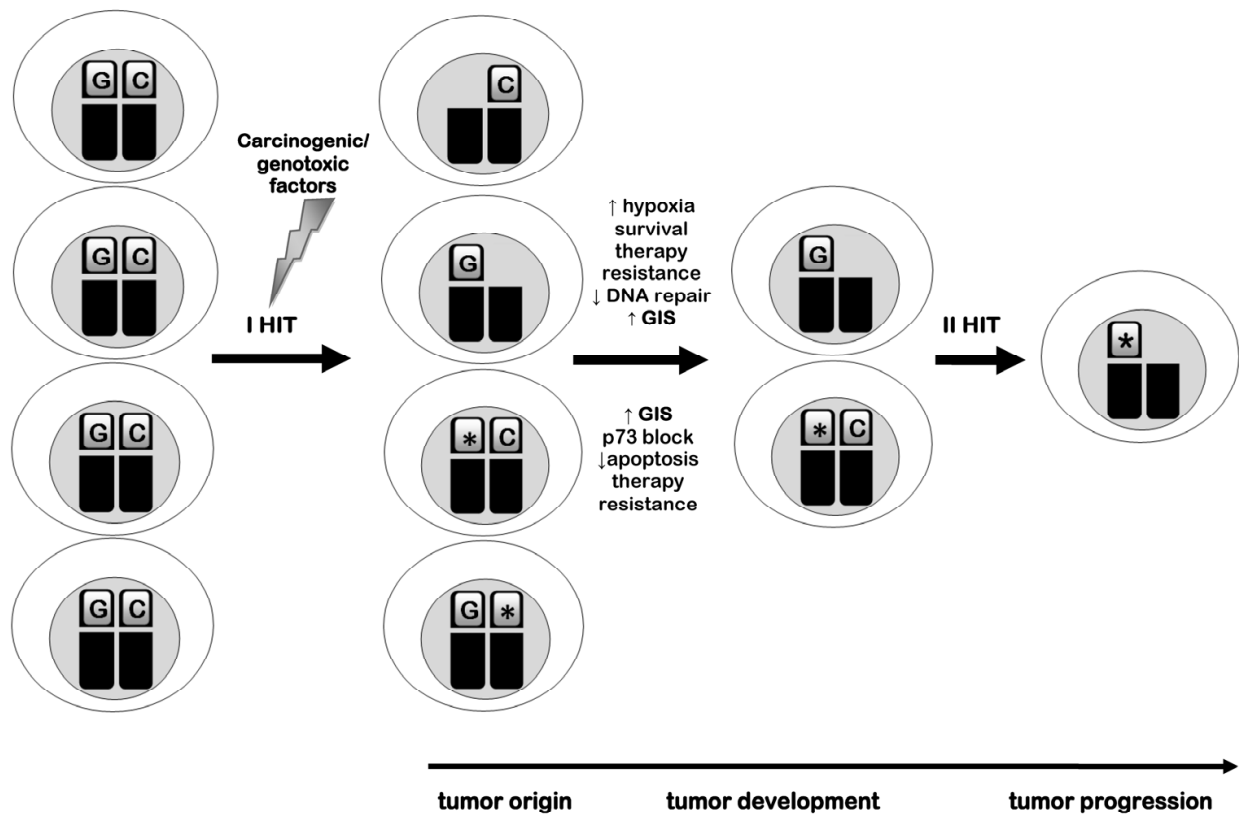 G C
Carcinogenic/
genotoxic
factors
I HIT
G C
G C
G C
C
G
* C
G *
↑ hypoxia
survival
therapy
resistance
↓ DNA repair
↑ GIS
↑ GIS
p73 block
↓apoptosis
therapy
resistance
G
* C
II HIT
*
tumor origin
tumor development
tumor progression